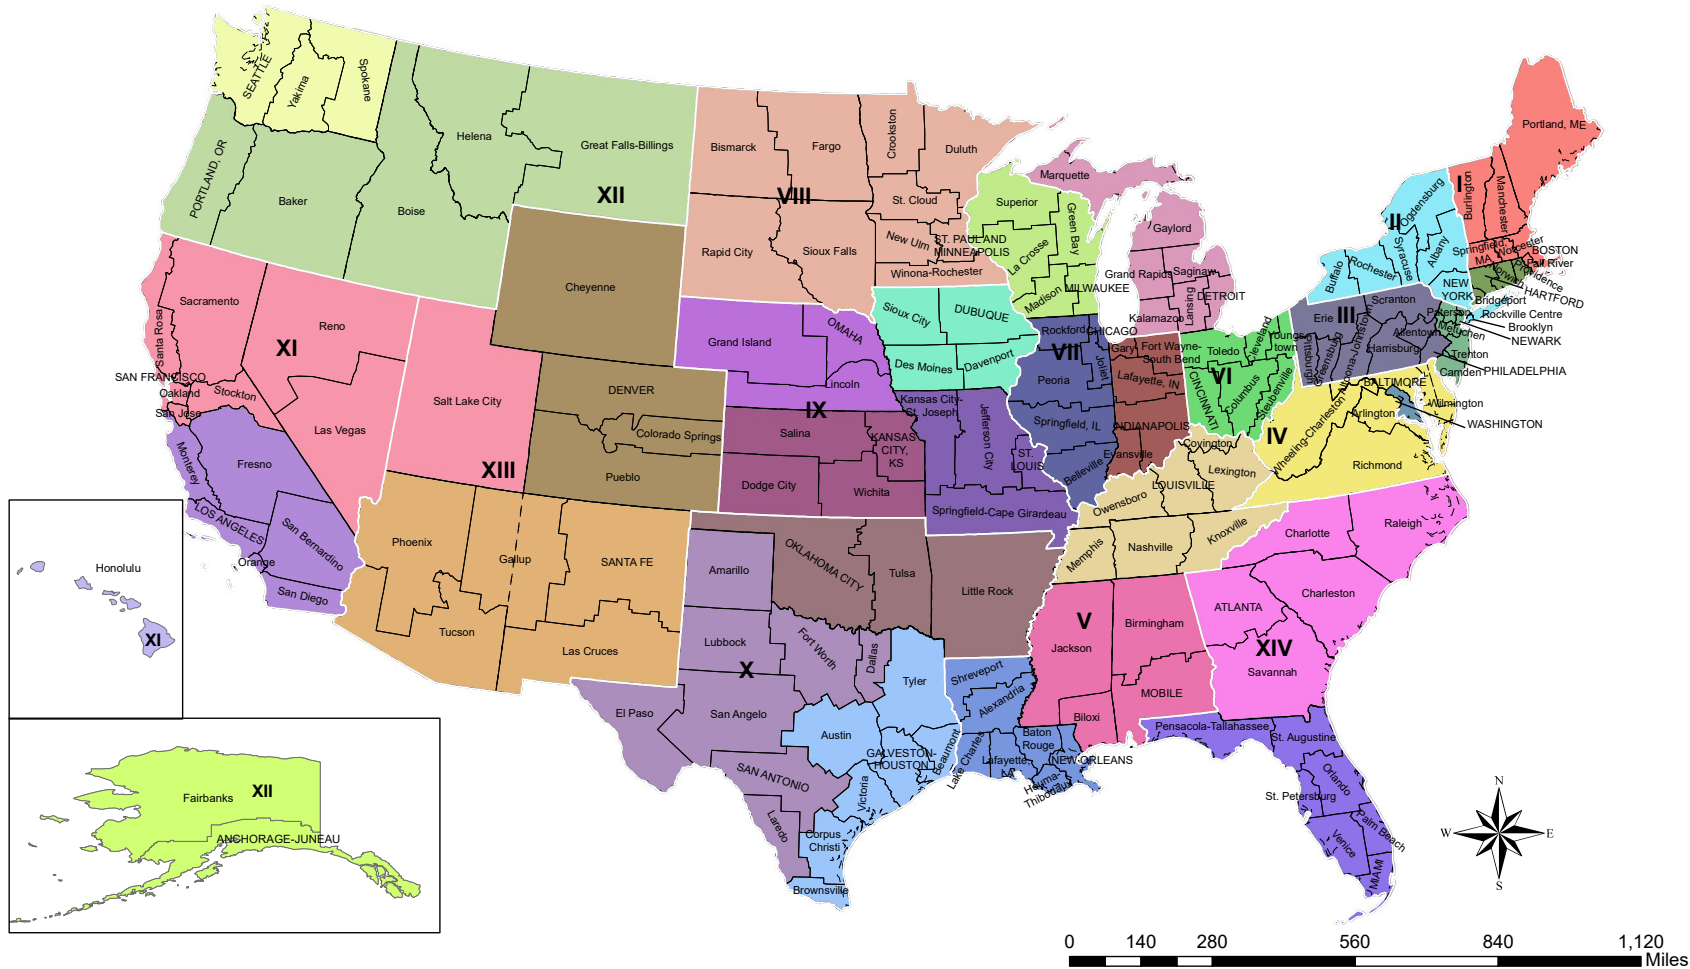 SEATTLE
Yakima
Spokane
PORTLAND, OR
Baker
Boise
Helena
Great Falls-Billings
XII
Bismarck
Fargo
Crookston
Duluth
VIII
St. Cloud
Rapid City
Sioux Falls
New Ulm
ST. PAUL AND
MINNEAPOLIS
Winona-Rochester
Superior
Green Bay
La Crosse
Madison
MILWAUKEE
Marquette
Gaylord
Grand Rapids
Saginaw
Lansing
DETROIT
Kalamazoo
Portland, ME
I
Burlington
Manchester
Springfield,
MA
Worcester
BOSTON
Fall River
Providence
Norwich
HARTFORD
Bridgeport
II
Ogdensburg
Syracuse
Albany
Rochester
Buffalo
NEW
YORK
Rockville Centre
Brooklyn
NEWARK
Paterson
Metuchen
Trenton
Camden
PHILADELPHIA
III
Scranton
Erie
Allentown
Harrisburg
Altoona-Johnstown
Greensburg
Pittsburgh
BALTIMORE
Wilmington
WASHINGTON
Arlington
Wheeling-Charleston
IV
Richmond
Cleveland
Youngs-
town
Toledo
VI
CINCINNATI
Columbus
Steubenville
Gary
Fort Wayne-
South Bend
Lafayette, IN
INDIANAPOLIS
Evansville
Rockford
CHICAGO
VII
Joliet
Peoria
Springfield, IL
Belleville
Covington
Lexington
LOUISVILLE
Owensboro
Memphis
Nashville
Knoxville
Sioux City
DUBUQUE
Des Moines
Davenport
Grand Island
OMAHA
Lincoln
IX
Kansas City-
St. Joseph
Jefferson City
ST.
LOUIS
Springfield-Cape Girardeau
Salina
KANSAS
CITY,
KS
Dodge City
Wichita
Cheyenne
DENVER
Colorado Springs
Pueblo
Salt Lake City
XIII
Sacramento
Reno
XI
Santa Rosa
SAN FRANCISCO
Oakland
Stockton
San Jose
Las Vegas
Monterey
Fresno
LOS ANGELES
San Bernardino
Orange
San Diego
Phoenix
Gallup
SANTA FE
Tucson
Las Cruces
Amarillo
OKLAHOMA CITY
Tulsa
Little Rock
Lubbock
Fort Worth
Dallas
X
Tyler
El Paso
San Angelo
Austin
GALVESTON-
HOUSTON
Beaumont
SAN ANTONIO
Victoria
Laredo
Corpus
Christi
Brownsville
Shreveport
Alexandria
Lake Charles
Lafayette,
LA
Baton
Rouge
NEW ORLEANS
Houma-
Thibodaux
V
Jackson
Birmingham
Biloxi
MOBILE
Charlotte
Raleigh
Charleston
ATLANTA
XIV
Savannah
Pensacola-Tallahassee
St. Augustine
Orlando
St. Petersburg
Palm Beach
Venice
MIAMI
Honolulu
XI
Fairbanks
XII
ANCHORAGE-JUNEAU
N
W
E
S
0 140 280 560 840 1,120
Miles